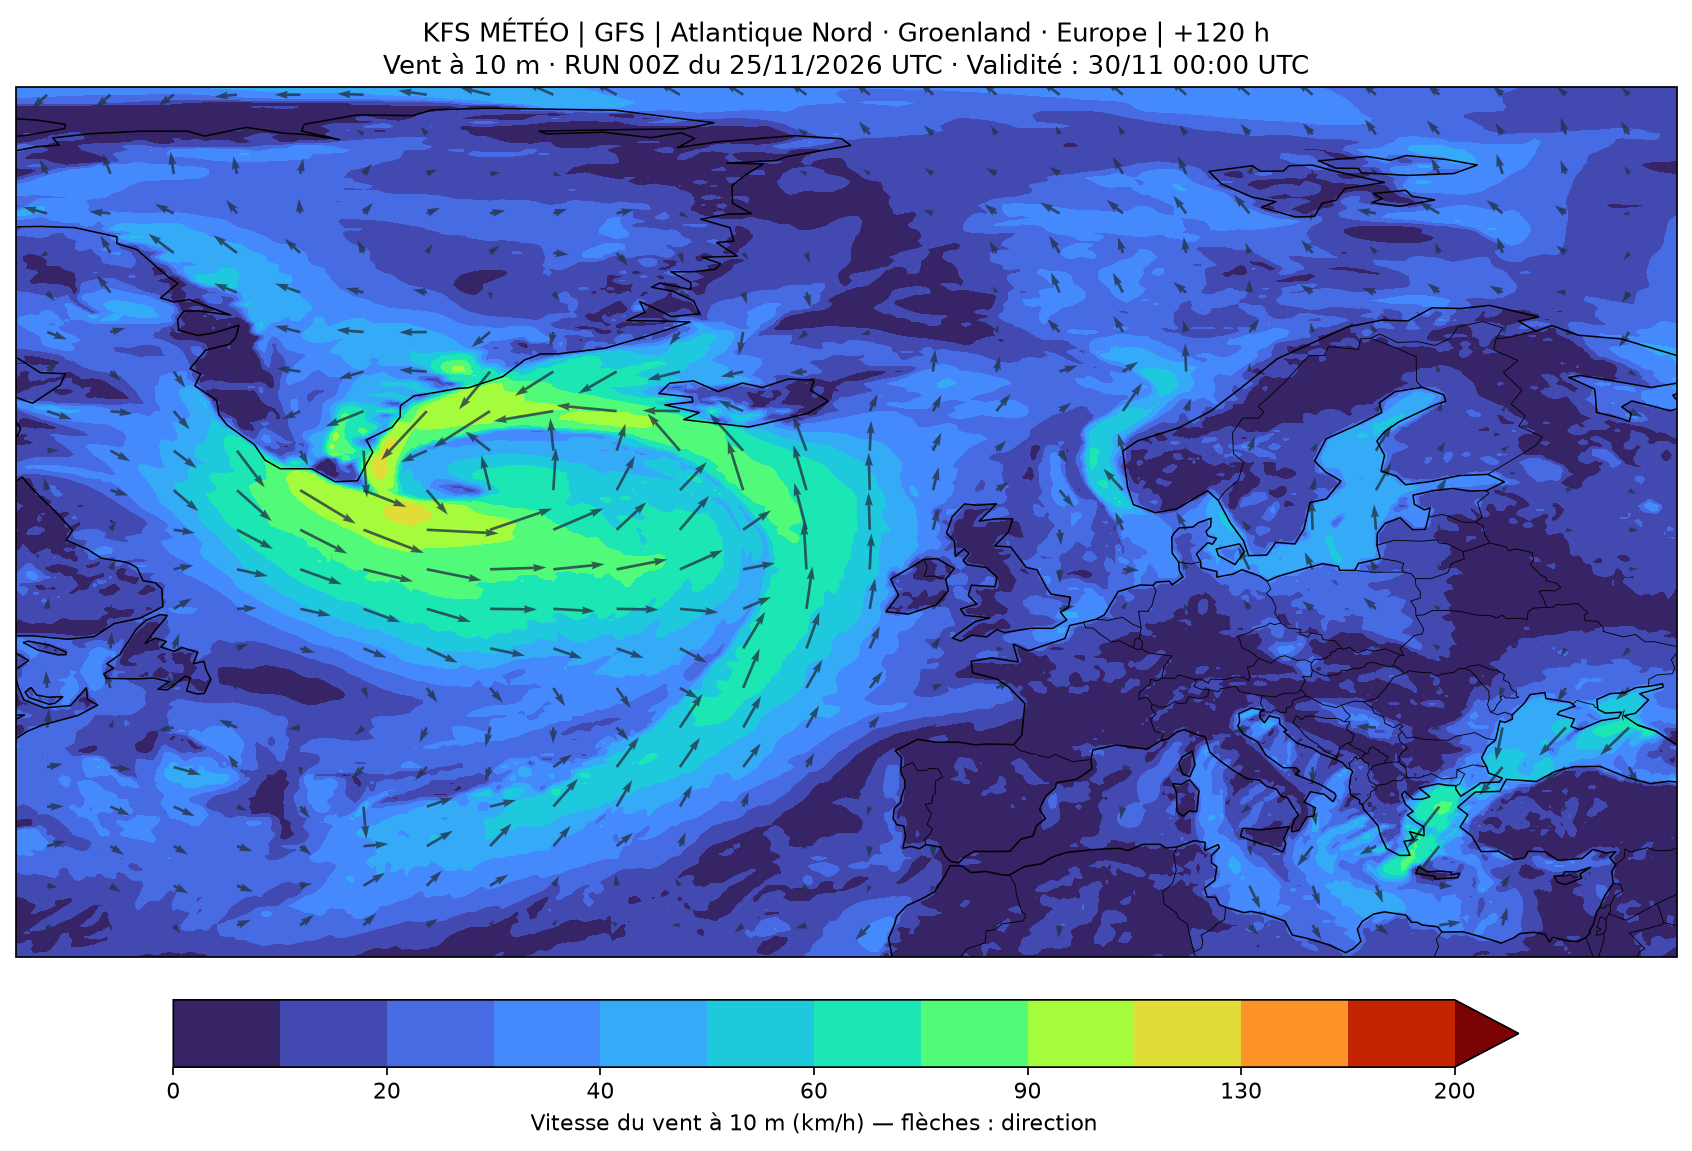 KFS MÉTÉO | GFS | Atlantique Nord · Groenland · Europe | +120 h
Vent à 10 m · RUN 00Z du 25/11/2026 UTC · Validité : 30/11 00:00 UTC
0 20 40 60 90 130 200
Vitesse du vent à 10 m (km/h) — flèches : direction